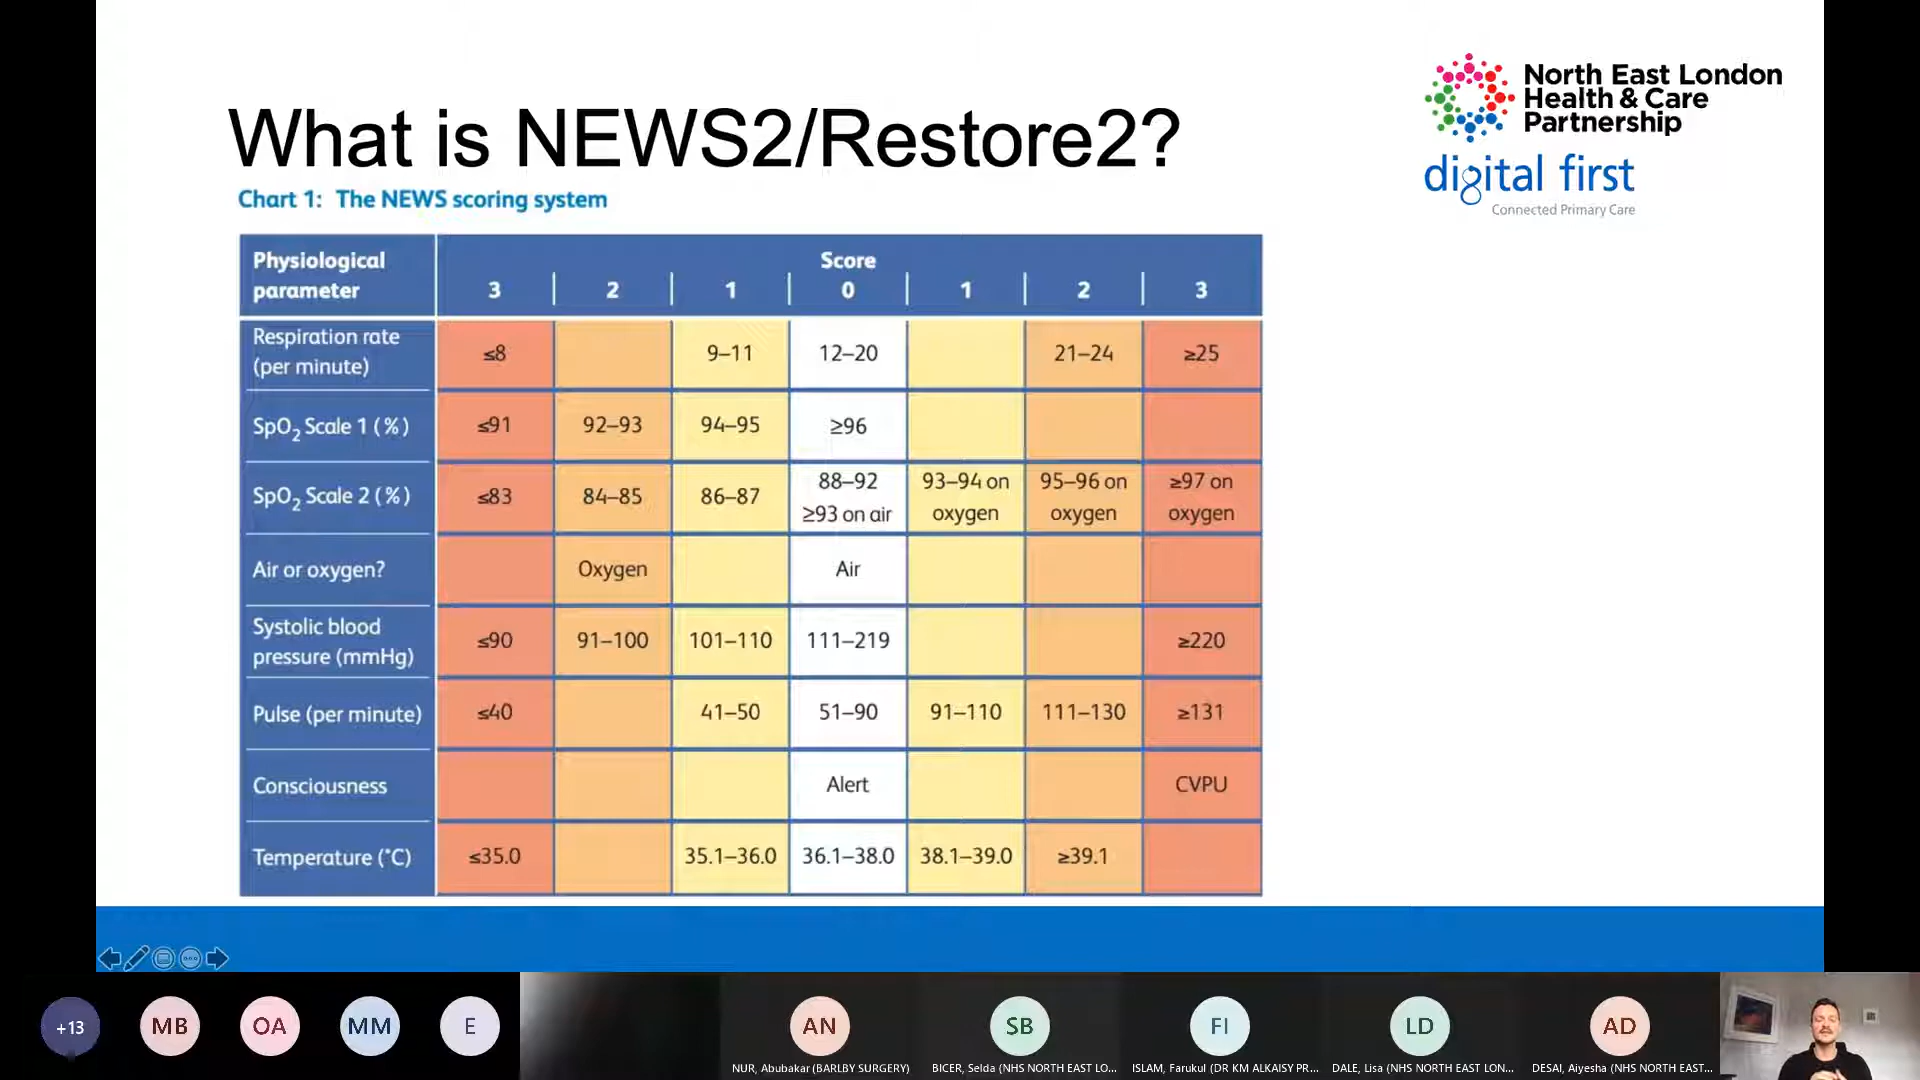 What is NEWS2/Restore2?
North East London
Health & Care
Partnership
digital first
Connected Primary Care
Chart 1: The NEWS scoring system
Physiological
parameter
Score
3 2 1 0 1 2 3
Respiration rate
(per minute)
≤8 9–11 12–20 21–24 ≥25
SpO2 Scale 1 (%) ≤91 92–93 94–95 ≥96
SpO2 Scale 2 (%) ≤83 84–85 86–87 88–92
≥93 on air
93–94 on
oxygen
95–96 on
oxygen
≥97 on
oxygen
Air or oxygen? Oxygen Air
Systolic blood
pressure (mmHg)
≤90 91–100 101–110 111–219 ≥220
Pulse (per minute) ≤40 41–50 51–90 91–110 111–130 ≥131
Consciousness Alert CVPU
Temperature (°C) ≤35.0 35.1–36.0 36.1–38.0 38.1–39.0 ≥39.1
+13 MB OA MM E AN SB FI LD AD
NUR, Abubakar (BARLBY SURGERY)
BICER, Selda (NHS NORTH EAST LO...
ISLAM, Farukul (DR KM ALKAISY PR...
DALE, Lisa (NHS NORTH EAST LON...
DESAI, Aiyesha (NHS NORTH EAST...